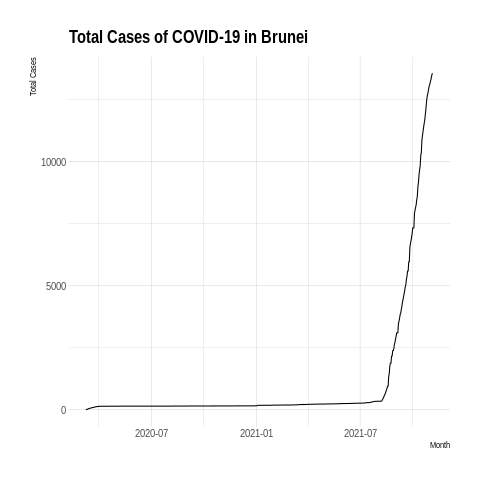 Total Cases of COVID-19 in Brunei
Total Cases
10000
5000
0
2020-07
2021-01
2021-07
Month